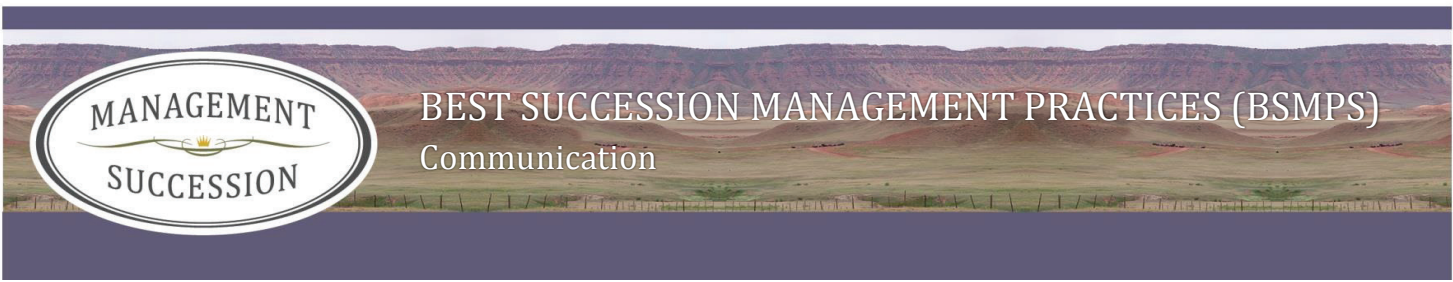 MANAGEMENT
SUCCESSION
BEST SUCCESSION MANAGEMENT PRACTICES (BSMPS)
Communication